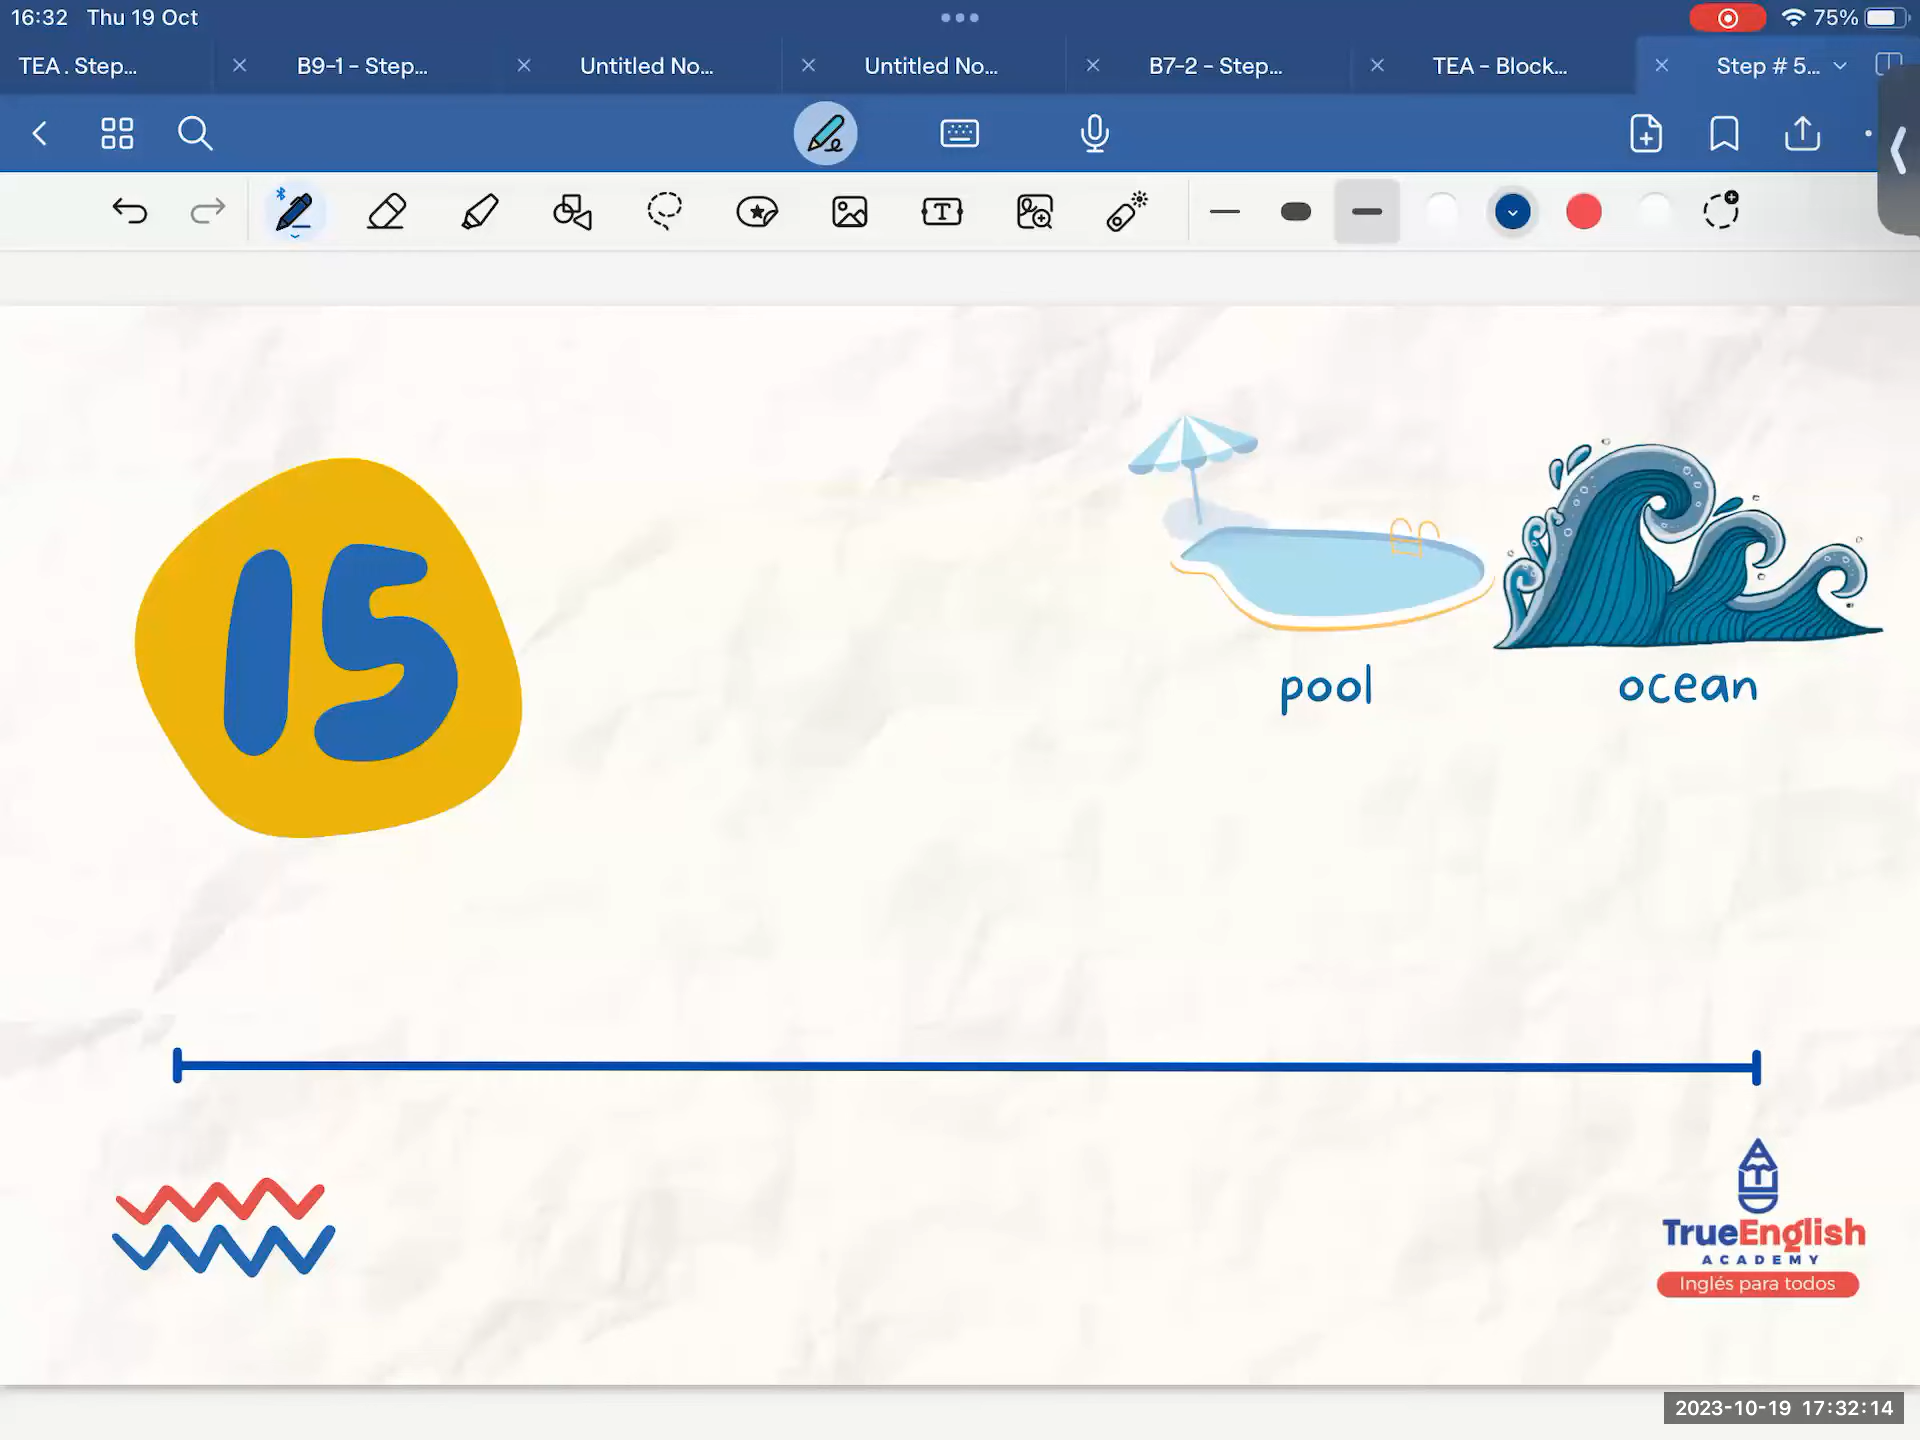 16:32 Thu 19 Oct
75%
TEA . Step...
B9-1 - Step...
Untitled No...
Untitled No...
B7-2 - Step...
TEA - Block...
Step # 5...
15
pool
ocean
TrueEnglish
ACADEMY
Inglés para todos
2023-10-19 17:32:14